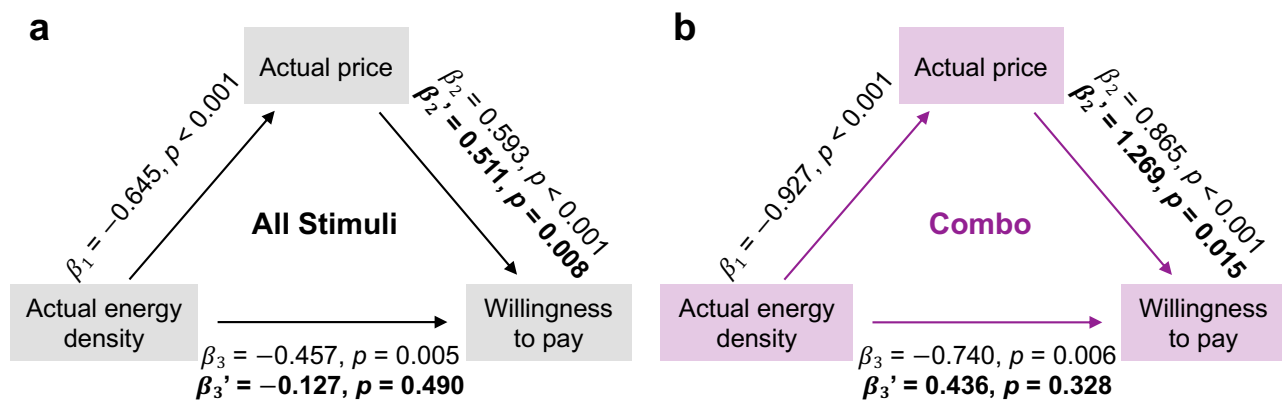 a
Actual price
β₁ = −0.645, p < 0.001
β₂ = 0.593, p < 0.001
β₂’ = 0.511, p = 0.008
All Stimuli
Actual energy
density
Willingness
to pay
β₃ = −0.457, p = 0.005
β₃’ = −0.127, p = 0.490
b
Actual price
β₁ = −0.927, p < 0.001
β₂ = 0.865, p < 0.001
β₂’ = 1.269, p = 0.015
Combo
Actual energy
density
Willingness
to pay
β₃ = −0.740, p = 0.006
β₃’ = 0.436, p = 0.328